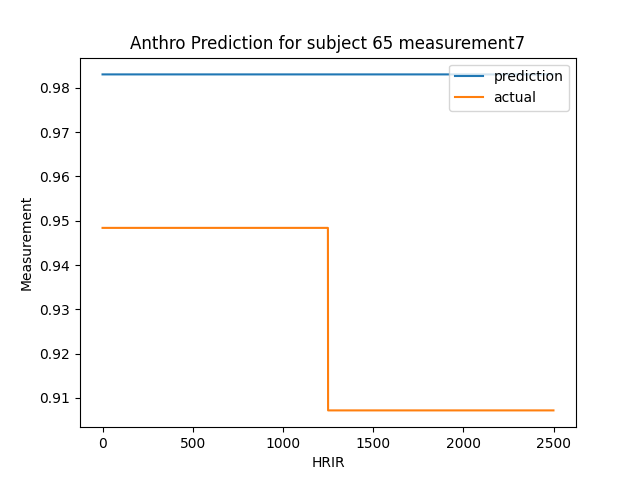 Anthro Prediction for subject 65 measurement7
prediction
actual
Measurement
0.98
0.97
0.96
0.95
0.94
0.93
0.92
0.91
0 500 1000 1500 2000 2500
HRIR